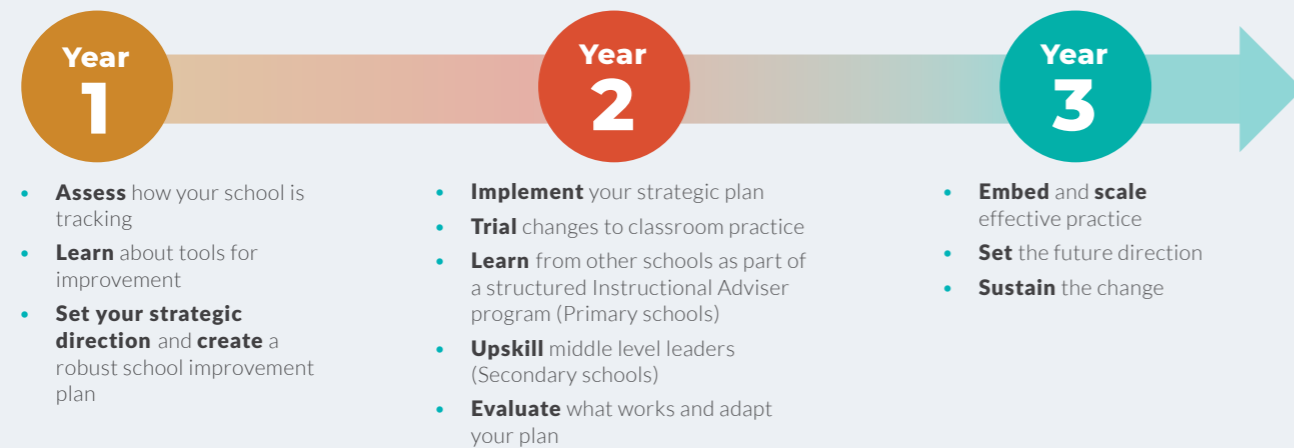 Year
1
• Assess how your school is
tracking
• Learn about tools for
improvement
• Set your strategic
direction and create a
robust school improvement
plan
Year
2
• Implement your strategic plan
• Trial changes to classroom practice
• Learn from other schools as part of
a structured Instructional Adviser
program (Primary schools)
• Upskill middle level leaders
(Secondary schools)
• Evaluate what works and adapt
your plan
Year
3
• Embed and scale
effective practice
• Set the future direction
• Sustain the change